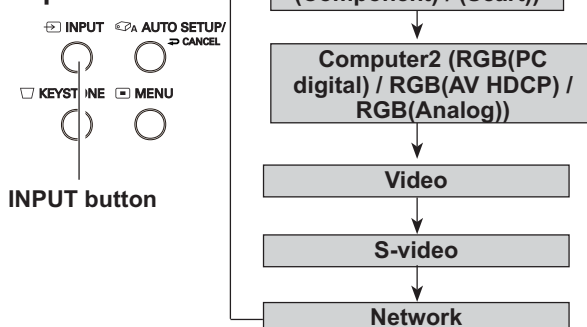 INPUT AUTO SETUP/
CANCEL
MENU
INPUT button
(Component) / (Scart))
Computer2 (RGB(PC
digital) / RGB(AV HDCP) /
RGB(Analog))
Video
S-video
Network